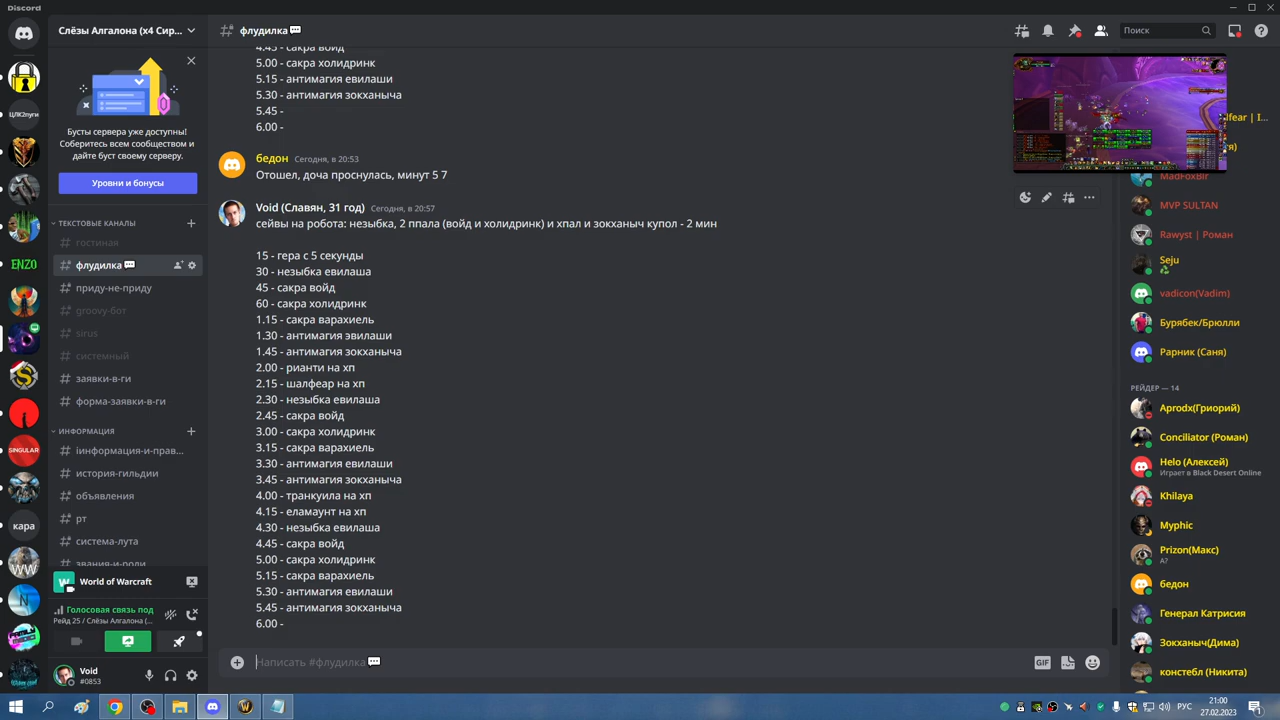 Discord
Слёзы Алгалона (x4 Сир...
флудилка
Поиск
Бусты сервера уже доступны!
Соберитесь всем сообществом и
дайте буст своему серверу.
Уровни и бонусы
ТЕКСТОВЫЕ КАНАЛЫ
гостиная
флудилка
приду-не-приду
groovy-бот
sirus
системный
заявки-в-ги
форма-заявки-в-ги
ИНФОРМАЦИЯ
iинформация-и-прав...
история-гильдии
объявления
рт
система-лута
звания-и-роли
World of Warcraft
Голосовая связь под
Рейд 25 / Слёзы Алгалона (...
Void
#0853
ЦЛК2пуги
ENZO
SINGULAR
кара
WW
4.45 - сакра войд
5.00 - сакра холидринк
5.15 - антимагия евилаши
5.30 - антимагия зокханыча
5.45 -
6.00 -
бедон Сегодня, в 20:53
Отошел, доча проснулась, минут 5 7
Void (Славян, 31 год) Сегодня, в 20:57
сейвы на робота: незыбка, 2 ппала (войд и холидринк) и хпал и зокханыч купол - 2 мин
15 - гера с 5 секунды
30 - незыбка евилаша
45 - сакра войд
60 - сакра холидринк
1.15 - сакра варахиель
1.30 - антимагия эвилаши
1.45 - антимагия зокханыча
2.00 - рианти на хп
2.15 - шалфеар на хп
2.30 - незыбка евилаша
2.45 - сакра войд
3.00 - сакра холидринк
3.15 - сакра варахиель
3.30 - антимагия евилаши
3.45 - антимагия зокханыча
4.00 - транкуила на хп
4.15 - еламаунт на хп
4.30 - незыбка евилаша
4.45 - сакра войд
5.00 - сакра холидринк
5.15 - сакра варахиель
5.30 - антимагия евилаши
5.45 - антимагия зокханыча
6.00 -
Написать #флудилка
GIF
lfear | I...
я)
MadFoxBlr
MVP SULTAN
Rawyst | Роман
Seju
vadicon(Vadim)
Бурябек/Брюлли
Рарник (Саня)
РЕЙДЕР — 14
Aprodx(Гриорий)
Conciliator (Роман)
Helo (Алексей)
Играет в Black Desert Online
Khilaya
Myphic
Prizon(Макс)
А?
бедон
Генерал Катрисия
Зокханыч(Дима)
констебл (Никита)
РУС
21:00
27.02.2023
1